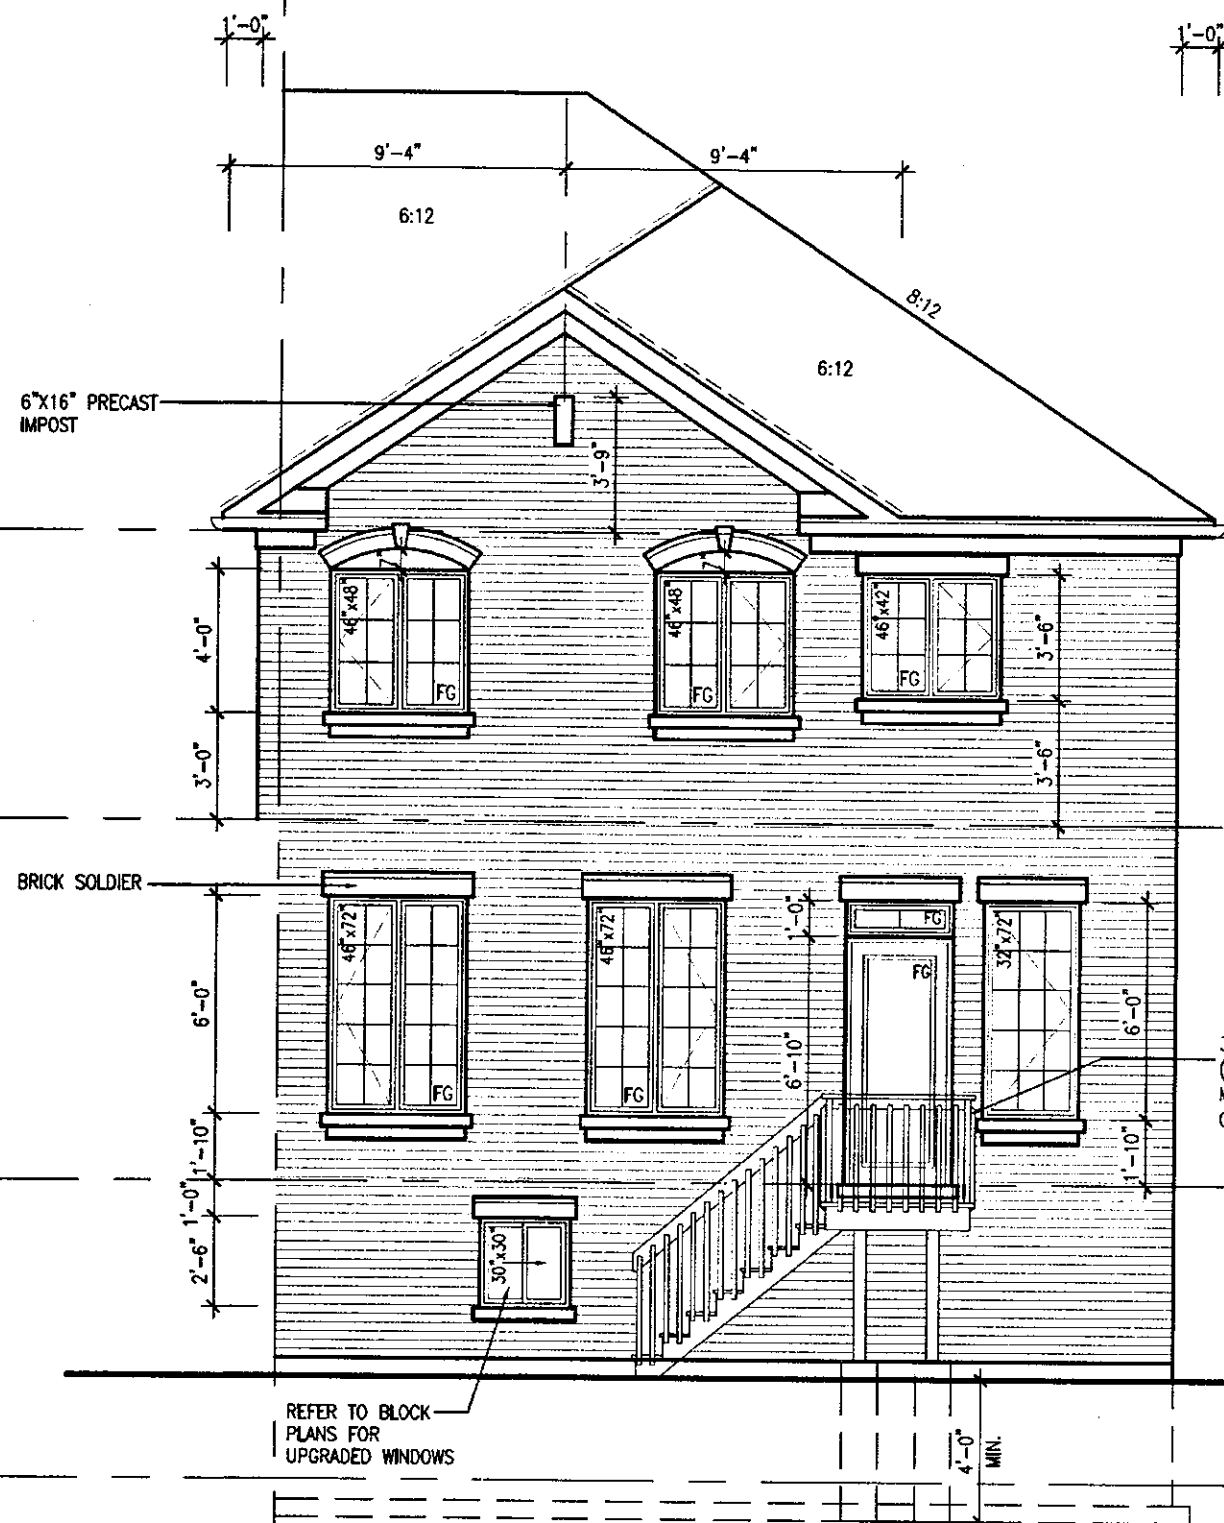 1'-0"
1'-0"
9'-4"
9'-4"
6:12
8:12
6:12
6"X16" PRECAST
IMPOST
3'-9"
7"
7"
46"x48"
46"x48"
46"x42"
4'-0"
3'-6"
FG
FG
FG
3'-0"
3'-6"
BRICK SOLDIER
46"x72"
46"x72"
1'-0"
FG
32"x72"
FG
6'-0"
6'-0"
6'-10"
FG
FG
1'-10"
1'-10"
1'-0"
2'-6"
30"x30"
REFER TO BLOCK
PLANS FOR
UPGRADED WINDOWS
4'-0"
MIN.